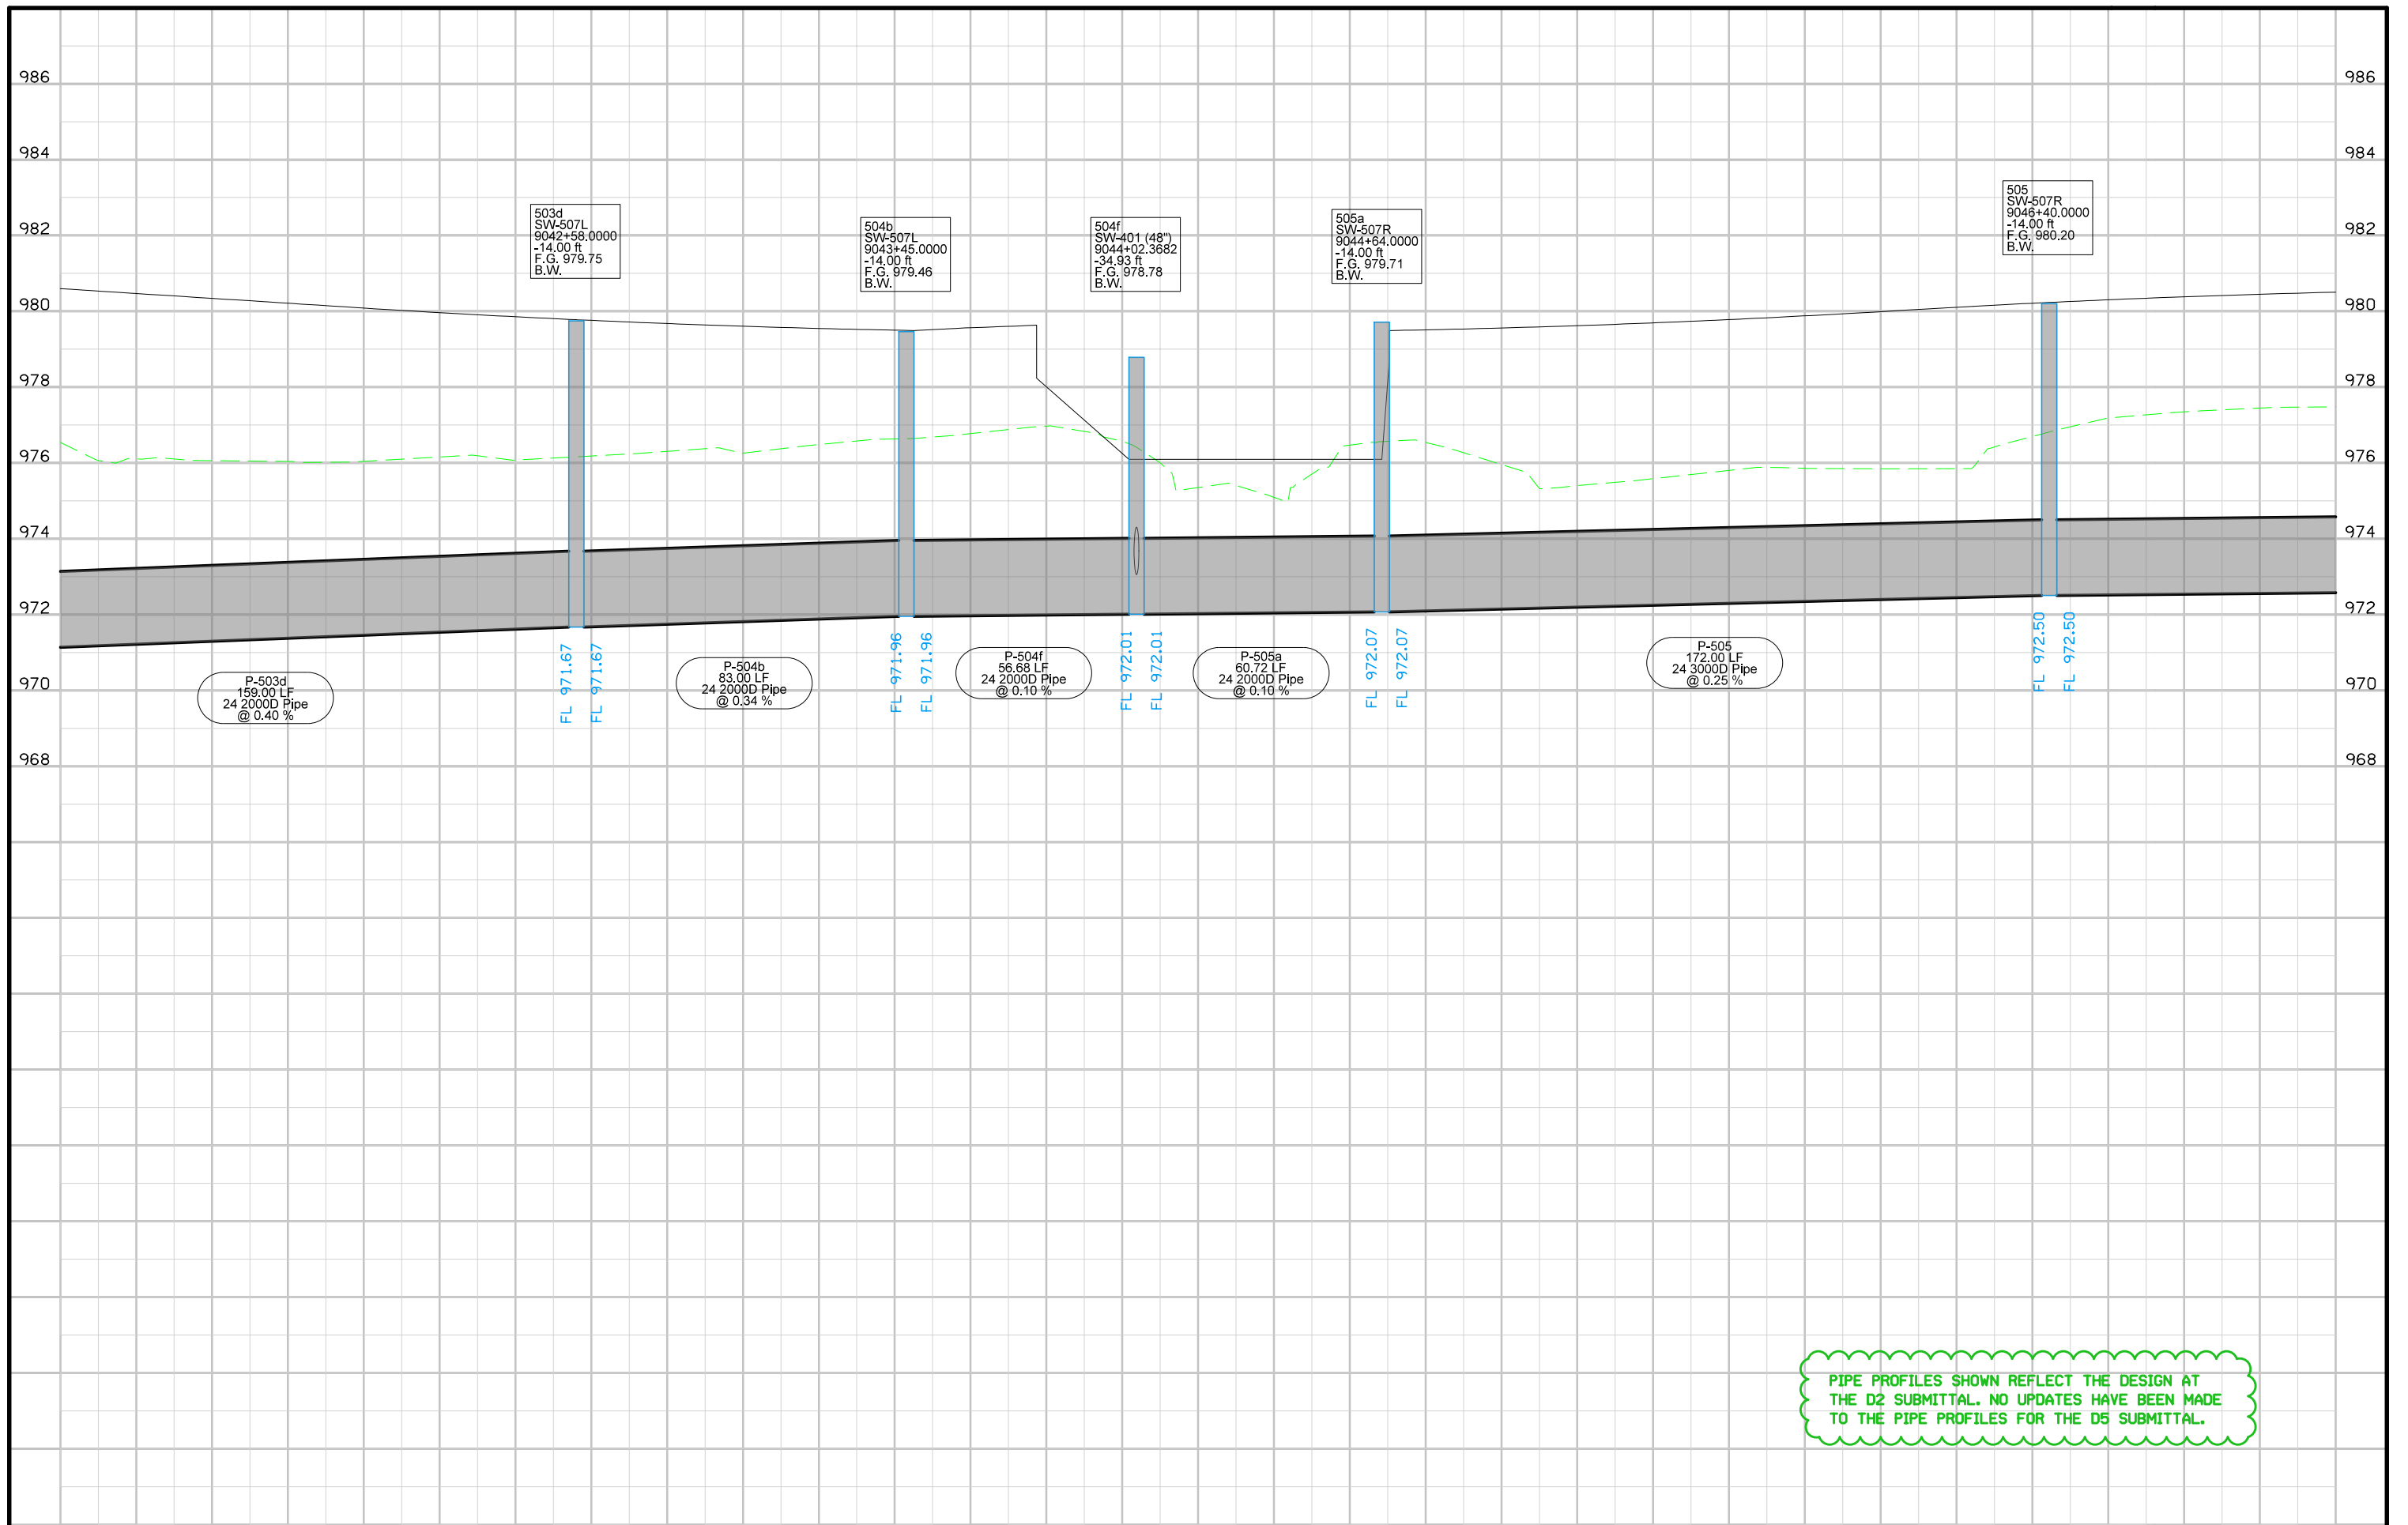 986
986
984
984
982
982
980
980
978
978
976
976
974
974
972
972
970
970
968
968
503d
SW-507L
9042+58.0000
-14.00 ft
F.G. 979.75
B.W.
504b
SW-507L
9043+45.0000
-14.00 ft
F.G. 979.46
B.W.
504f
SW-401 (48")
9044+02.3682
-34.93 ft
F.G. 978.78
B.W.
505a
SW-507R
9044+64.0000
-14.00 ft
F.G. 979.71
B.W.
505
SW-507R
9046+40.0000
-14.00 ft
F.G. 980.20
B.W.
FL 971.67
FL 971.67
FL 971.96
FL 971.96
FL 972.01
FL 972.01
FL 972.07
FL 972.07
FL 972.50
FL 972.50
P-503d
159.00 LF
24 2000D Pipe
@ 0.40 %
P-504b
83.00 LF
24 2000D Pipe
@ 0.34 %
P-504f
56.68 LF
24 2000D Pipe
@ 0.10 %
P-505a
60.72 LF
24 2000D Pipe
@ 0.10 %
P-505
172.00 LF
24 3000D Pipe
@ 0.25 %
PIPE PROFILES SHOWN REFLECT THE DESIGN AT
THE D2 SUBMITTAL. NO UPDATES HAVE BEEN MADE
TO THE PIPE PROFILES FOR THE D5 SUBMITTAL.